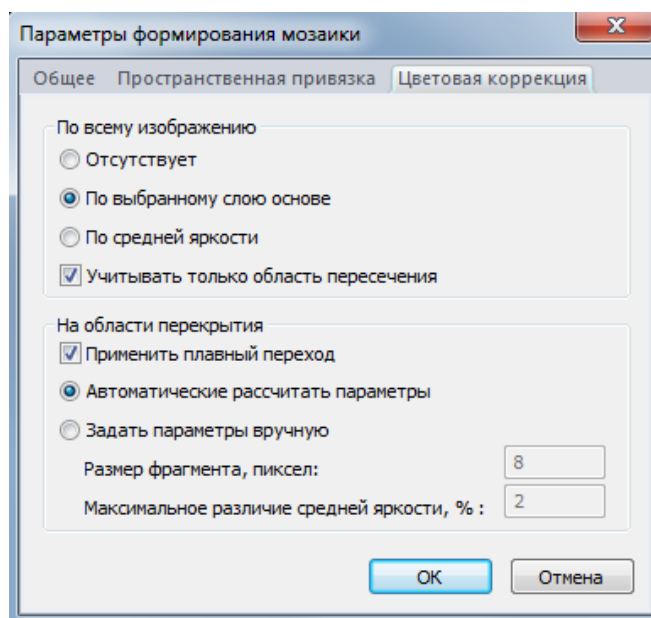 Параметры формирования мозаики
Общее Пространственная привязка Цветовая коррекция
По всему изображению
Отсутствует
По выбранному слою основе
По средней яркости
Учитывать только область пересечения
На области перекрытия
Применить плавный переход
Автоматические рассчитать параметры
Задать параметры вручную
Размер фрагмента, пиксел: 8
Максимальное различие средней яркости, % : 2
ОК Отмена